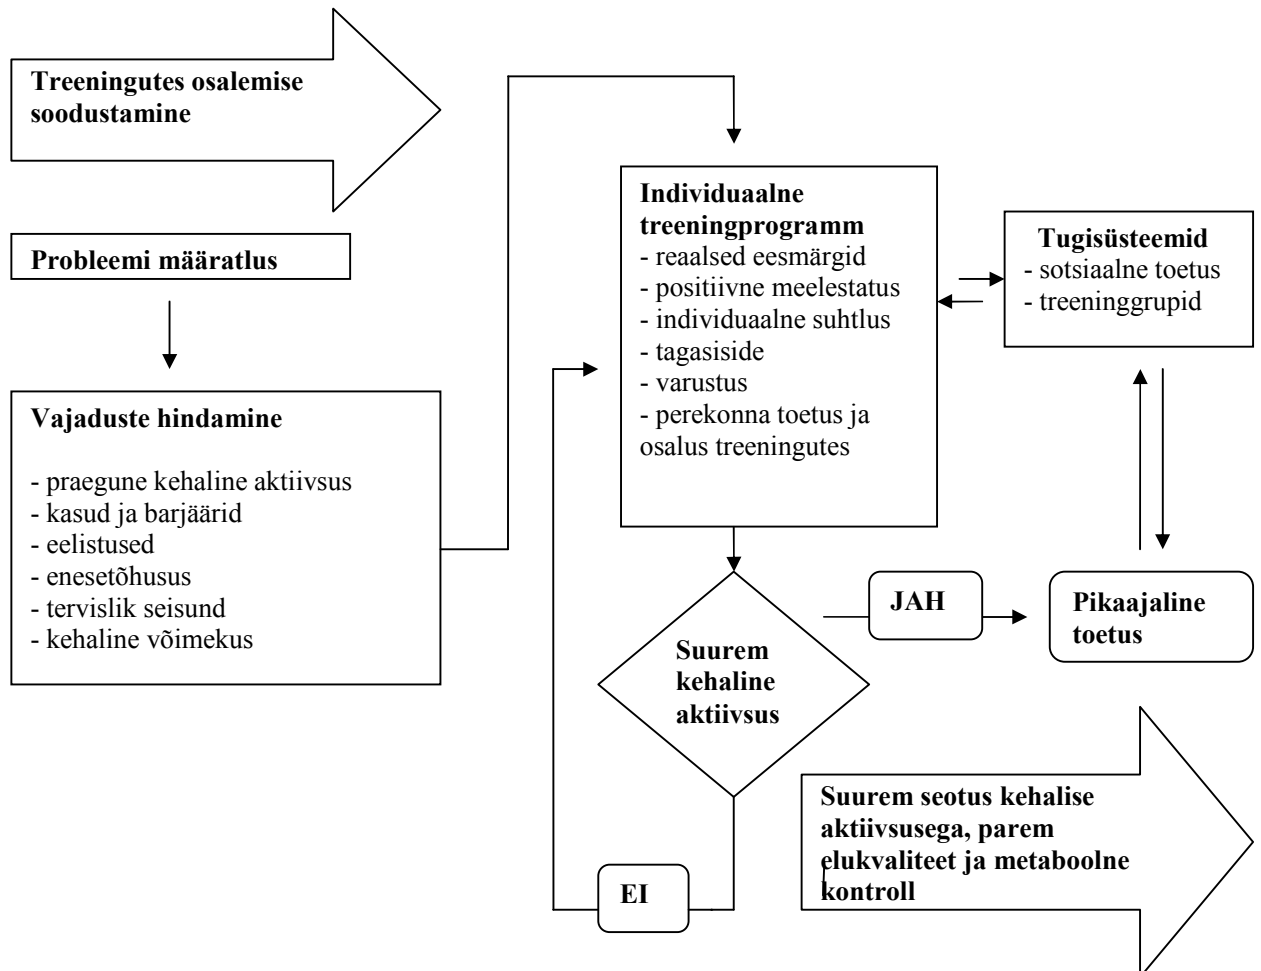 Treeningutes osalemise
soodustamine
Probleemi määratlus
Vajaduste hindamine
- praegune kehaline aktiivsus
- kasud ja barjäärid
- eelistused
- enesetõhusus
- tervislik seisund
- kehaline võimekus
Individuaalne
treeningprogramm
- reaalsed eesmärgid
- positiivne meelestatus
- individuaalne suhtlus
- tagasiside
- varustus
- perekonna toetus ja
osalus treeningutes
Tugisüsteemid
- sotsiaalne toetus
- treeninggrupid
Suurem
kehaline
aktiivsus
JAH
Pikaajaline
toetus
EI
Suurem seotus kehalise
aktiivsusega, parem
elukvaliteet ja metaboolne
kontroll